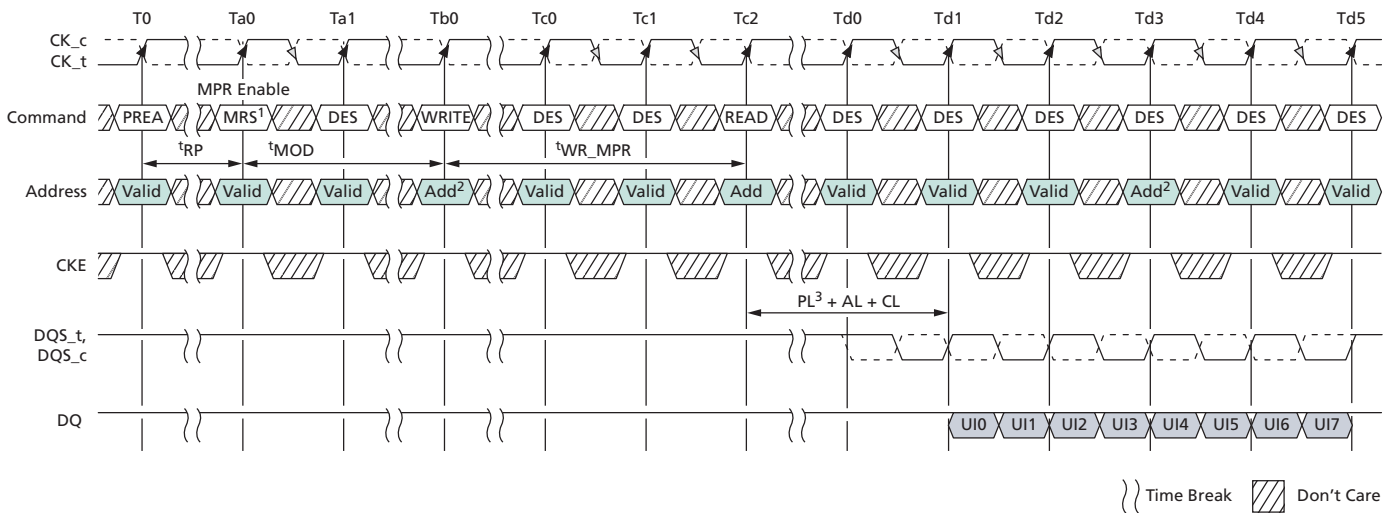 T0 Ta0 Ta1 Tb0 Tc0 Tc1 Tc2 Td0 Td1 Td2 Td3 Td4 Td5
CK_c
CK_t
MPR Enable
Command PREA MRS¹ DES WRITE DES DES READ DES DES DES DES DES DES
tRP tMOD tWR_MPR
Address Valid Valid Valid Add² Valid Valid Add Valid Valid Valid Add² Valid Valid
CKE
PL³ + AL + CL
DQS_t,
DQS_c
DQ UI0 UI1 UI2 UI3 UI4 UI5 UI6 UI7
Time Break Don't Care